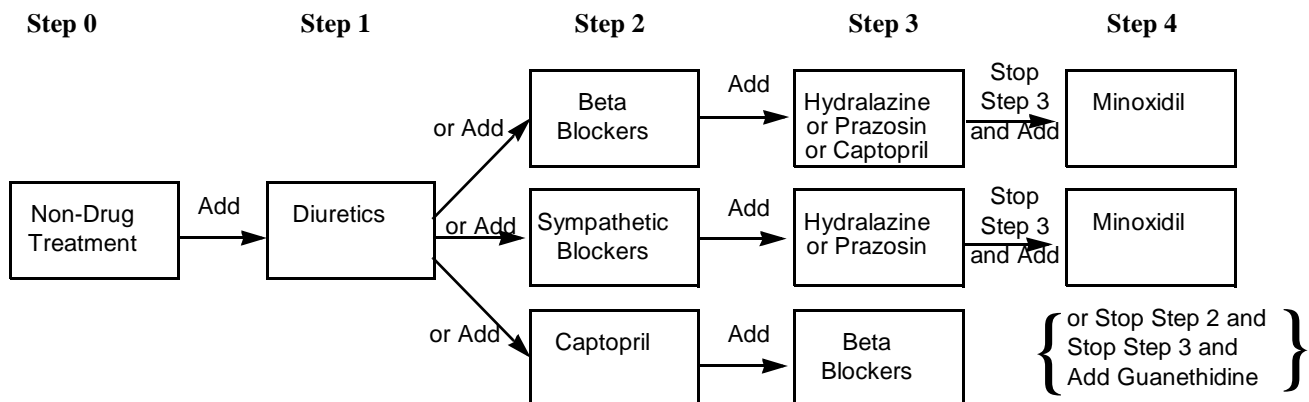 Step 0
Step 1
Step 2
Step 3
Step 4
Non-Drug
Treatment
Add
Diuretics
or Add
Beta
Blockers
Add
Hydralazine
or Prazosin
or Captopril
Stop
Step 3
and Add
Minoxidil
or Add
Sympathetic
Blockers
Add
Hydralazine
or Prazosin
Stop
Step 3
and Add
Minoxidil
or Add
Captopril
Add
Beta
Blockers
{ or Stop Step 2 and
Stop Step 3 and
Add Guanethidine }